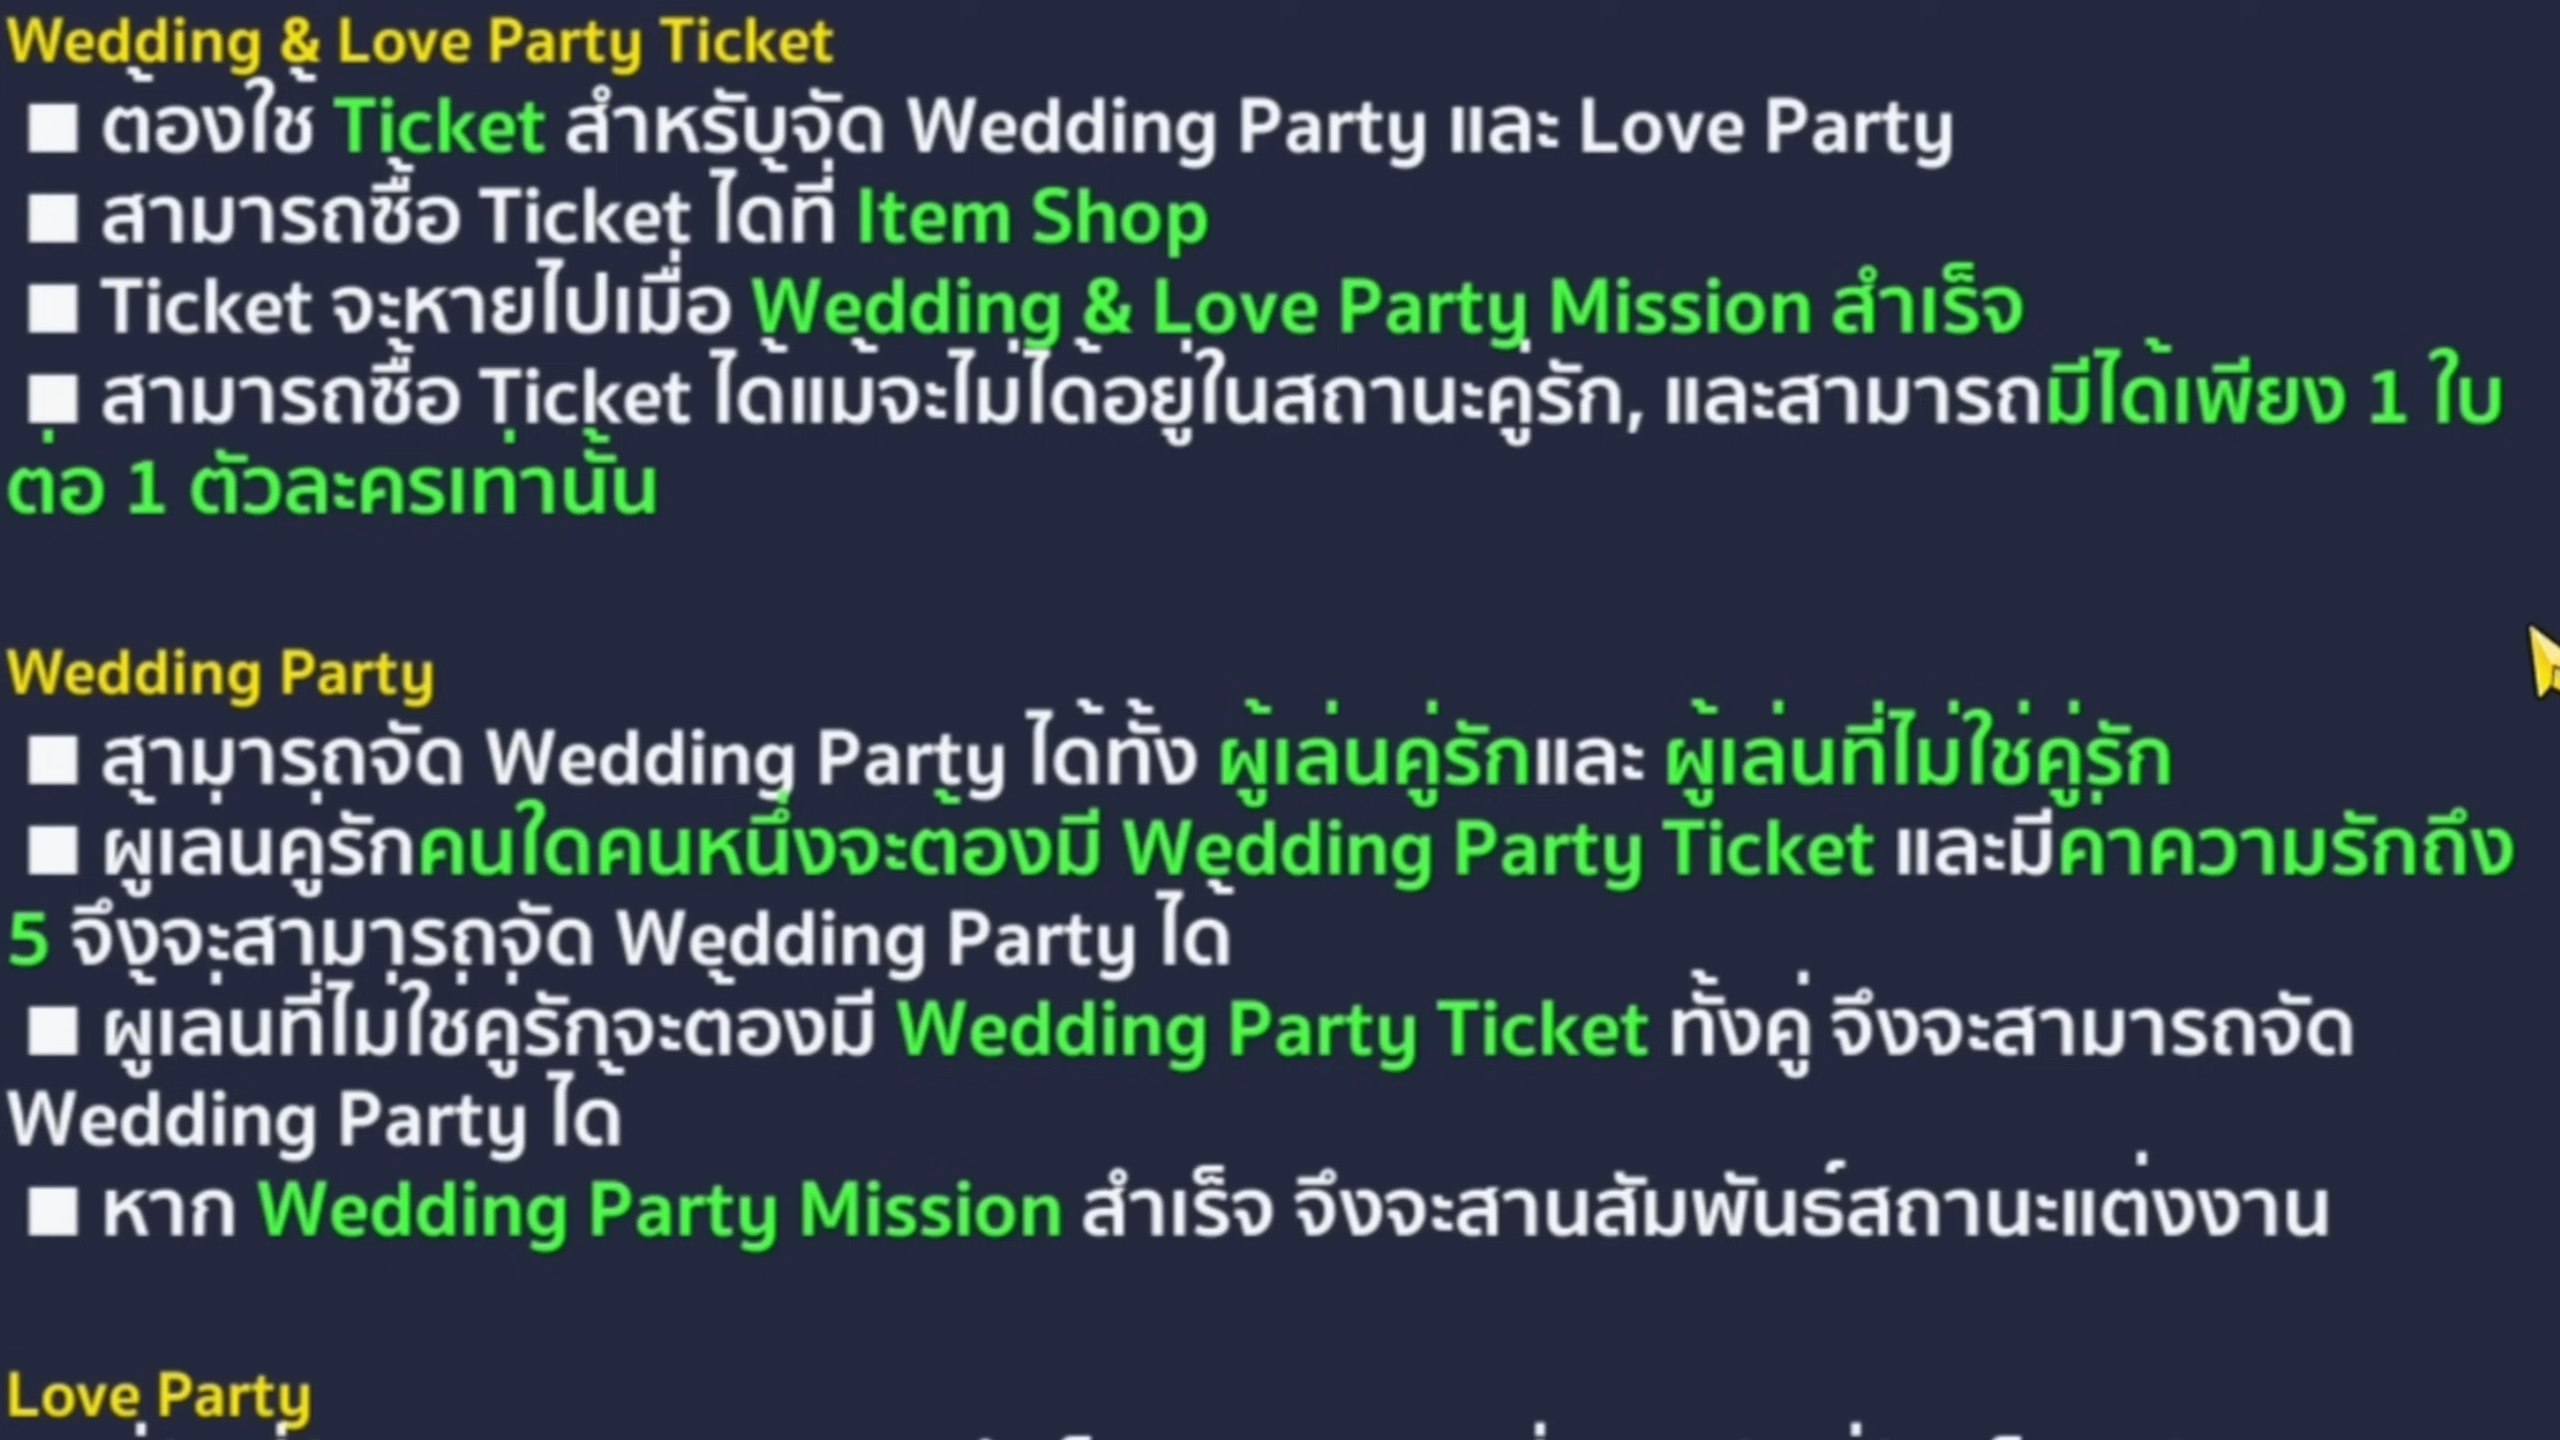 Wedding & Love Party Ticket
■ ต้องใช้ Ticket สำหรับจัด Wedding Party และ Love Party
■ สามารถซื้อ Ticket ได้ที่ Item Shop
■ Ticket จะหายไปเมื่อ Wedding & Love Party Mission สำเร็จ
■ สามารถซื้อ Ticket ได้แม้จะไม่ได้อยู่ในสถานะคู่รัก, และสามารถมีได้เพียง 1 ใบ
ต่อ 1 ตัวละครเท่านั้น
Wedding Party
■ สามารถจัด Wedding Party ได้ทั้ง ผู้เล่นคู่รักและ ผู้เล่นที่ไม่ใช่คู่รัก
■ ผู้เล่นคู่รักคนใดคนหนึ่งจะต้องมี Wedding Party Ticket และมีค่าความรักถึง
5 จึงจะสามารถจัด Wedding Party ได้
■ ผู้เล่นที่ไม่ใช่คู่รักจะต้องมี Wedding Party Ticket ทั้งคู่ จึงจะสามารถจัด
Wedding Party ได้
■ หาก Wedding Party Mission สำเร็จ จึงจะสานสัมพันธ์สถานะแต่งงาน
Love Party